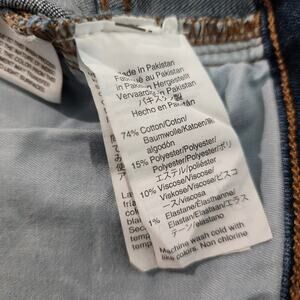 Made in Pakistan
Fabriqué au Pakistan
In Pakistan Hergestellt
Vervaardigd in Pakistan
パキスタン製
Hecho en Pakistán
74% Cotton/Coton/
Baumwolle/Katoen/綿/
algodón
15% Polyester/Polyester/
Polyester/Polyester/ポリ
エステル/poliéster
10% Viscose/Viscose/
Viskose/Viscose/ビスコ
ース/viscosa
1% Elastane/Élasthanne/
Elastan/Elastaan/エラス
テーン/elastano
Machine wash cold with
like colors. Non chlorine